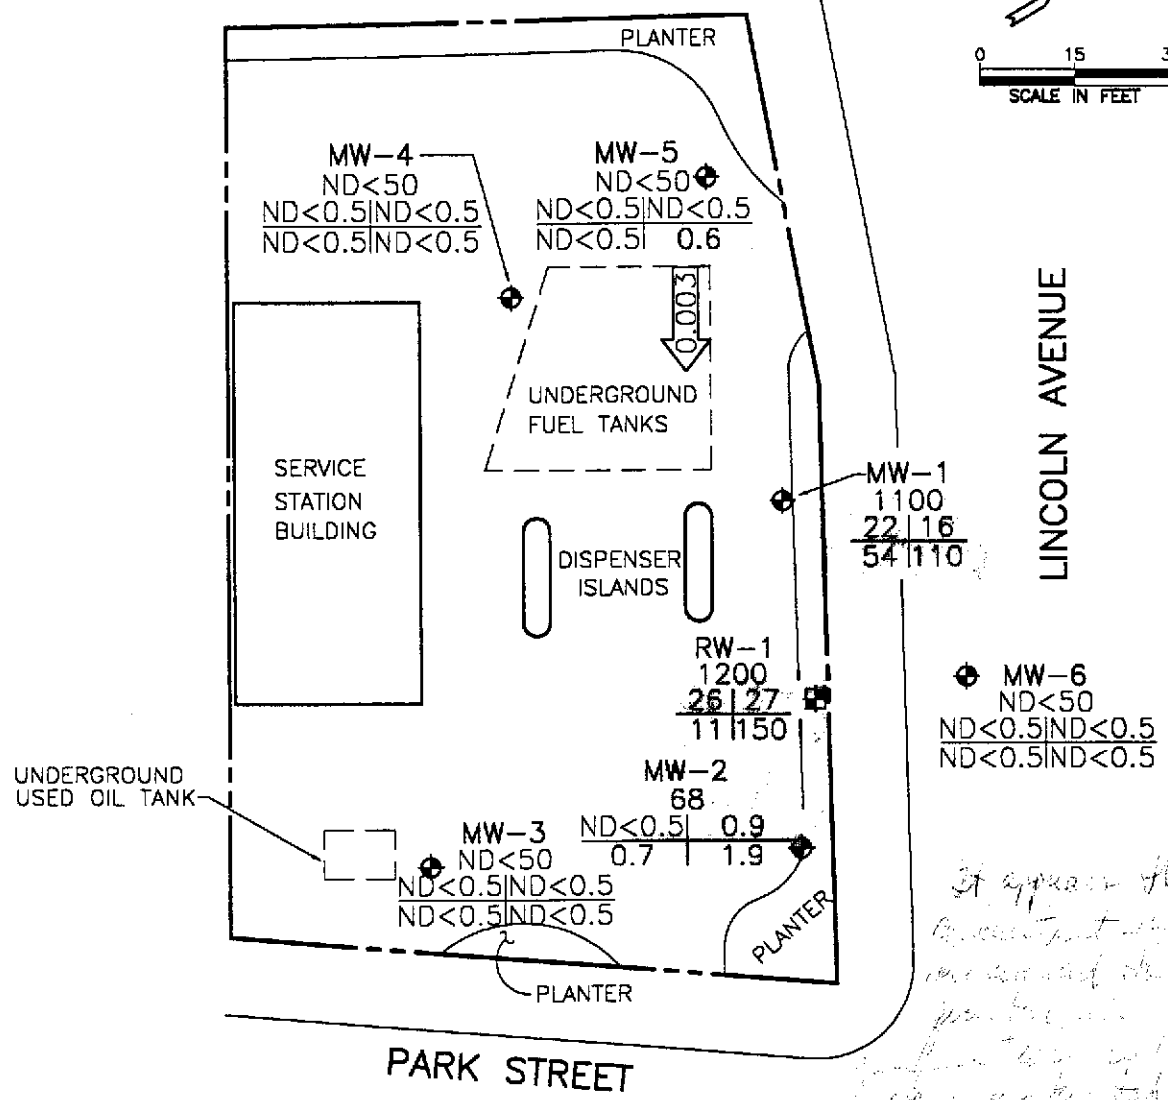 PLANTER
0 15 3
SCALE IN FEET
MW-4
ND<50
ND<0.5|ND<0.5
ND<0.5|ND<0.5
MW-5
ND<50
ND<0.5|ND<0.5
ND<0.5| 0.6
0.003
UNDERGROUND
FUEL TANKS
LINCOLN AVENUE
SERVICE
STATION
BUILDING
MW-1
1100
22 | 16
54 | 110
DISPENSER
ISLANDS
RW-1
1200
26 | 27
11 | 150
MW-6
ND<50
ND<0.5|ND<0.5
ND<0.5|ND<0.5
MW-2
68
ND<0.5| 0.9
0.7 | 1.9
UNDERGROUND
USED OIL TANK
MW-3
ND<50
ND<0.5|ND<0.5
ND<0.5|ND<0.5
PLANTER
PLANTER
PARK STREET
It appears